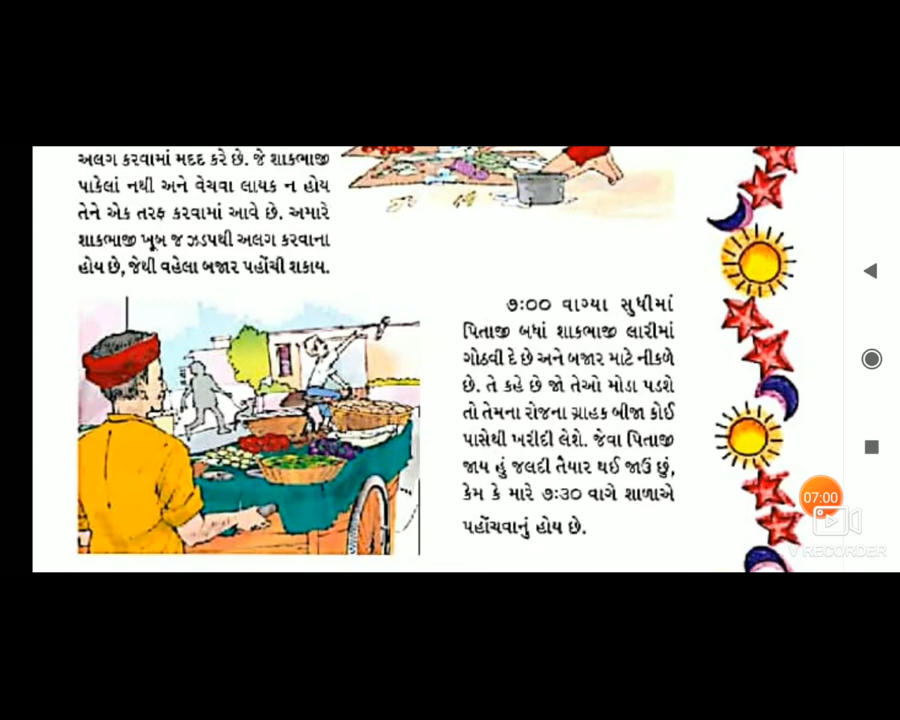 અલગ કરવામાં મદદ કરે છે. જે શાકભાજી
પાકેલાં નથી અને વેચવા લાયક ન હોય
તેને એક તરફ કરવામાં આવે છે. અમારે
શાકભાજી ખૂબ જ ઝડપથી અલગ કરવાના
હોય છે, જેથી વહેલા બજાર પહોંચી શકાય.
૭:૦૦ વાગ્યા સુધીમાં
પિતાજી બધાં શાકભાજી લારીમાં
ગોઠવી દે છે અને બજાર માટે નીકળે
છે. તે કહે છે જો તેઓ મોડા પડશે
તો તેમના રોજના ગ્રાહક બીજા કોઈ
પાસેથી ખરીદી લેશે. જેવા પિતાજી
જાય હું જલદી તૈયાર થઈ જાઉં છું,
કેમ કે મારે ૭:૩૦ વાગે શાળાએ
પહોંચવાનું હોય છે.
07:00
V RECORDER